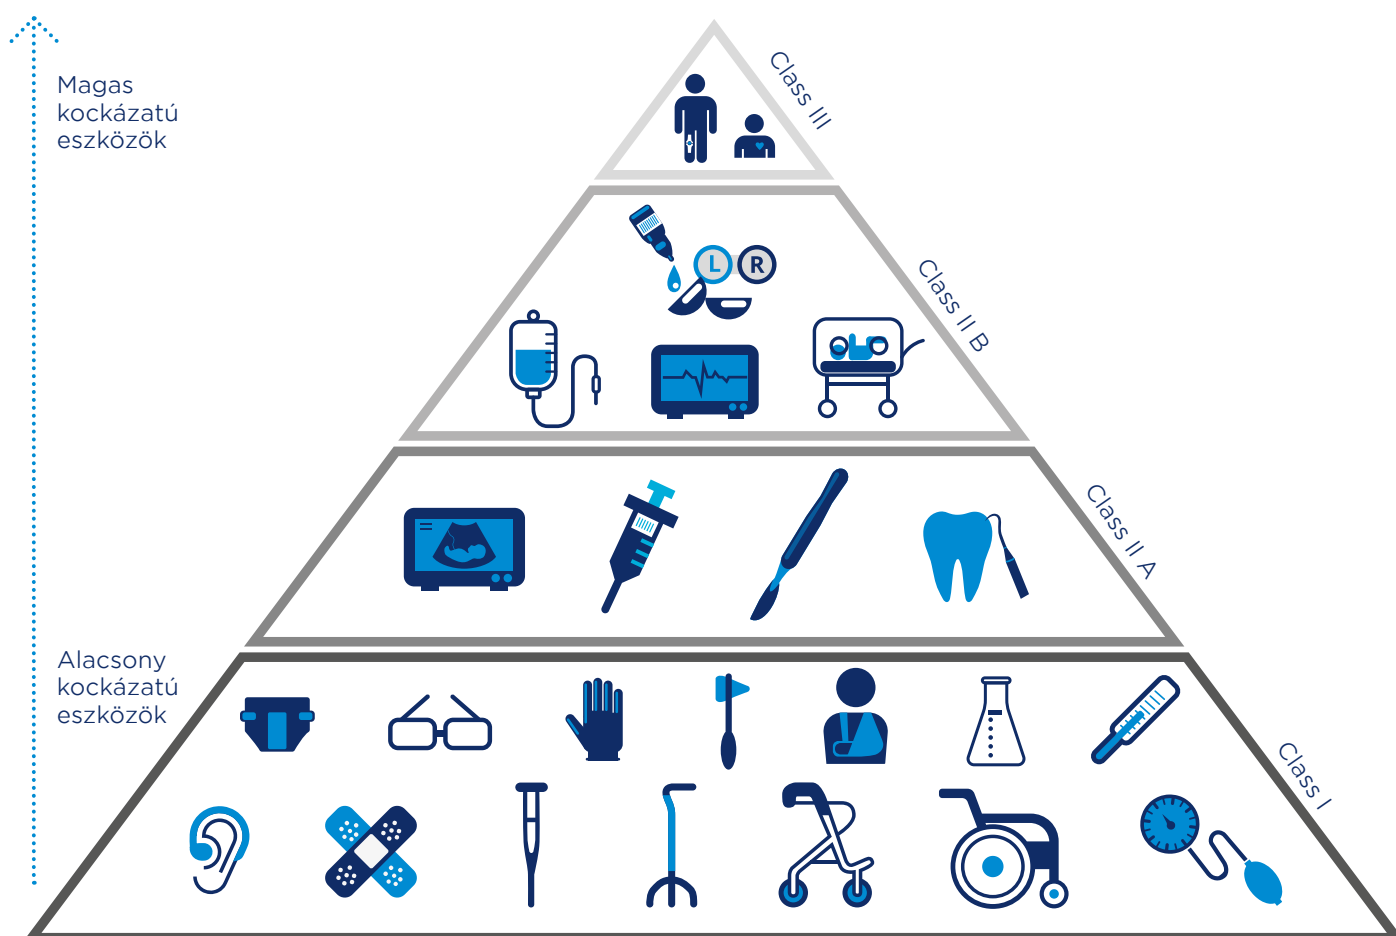 Magas
kockázatú
eszközök
Class III
L R
Class II B
Class II A
Alacsony
kockázatú
eszközök
Class I